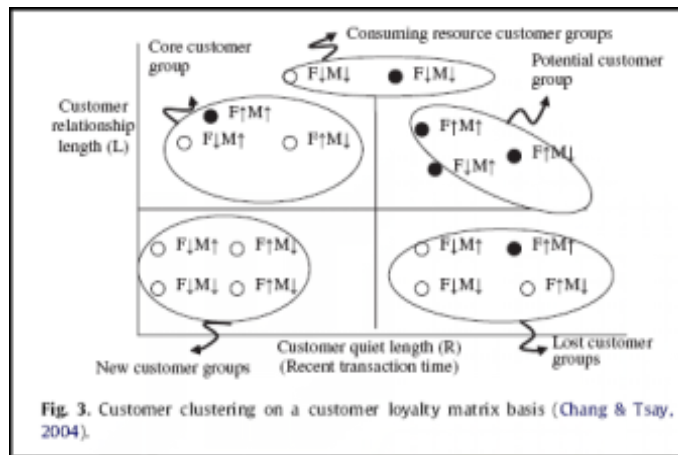 Consuming resource customer groups
Core customer
group
F↓M↓ F↓M↓
Potential customer
group
Customer
relationship
length (L)
F↑M↑
F↓M↑ F↑M↓
F↑M↑
F↑M↓
F↓M↑
F↓M↑ F↑M↓
F↓M↓ F↑M↓
F↓M↑ F↑M↑
F↓M↓ F↑M↓
New customer groups
Customer quiet length (R)
(Recent transaction time)
Lost customer
groups
Fig. 3. Customer clustering on a customer loyalty matrix basis (Chang & Tsay,
2004).